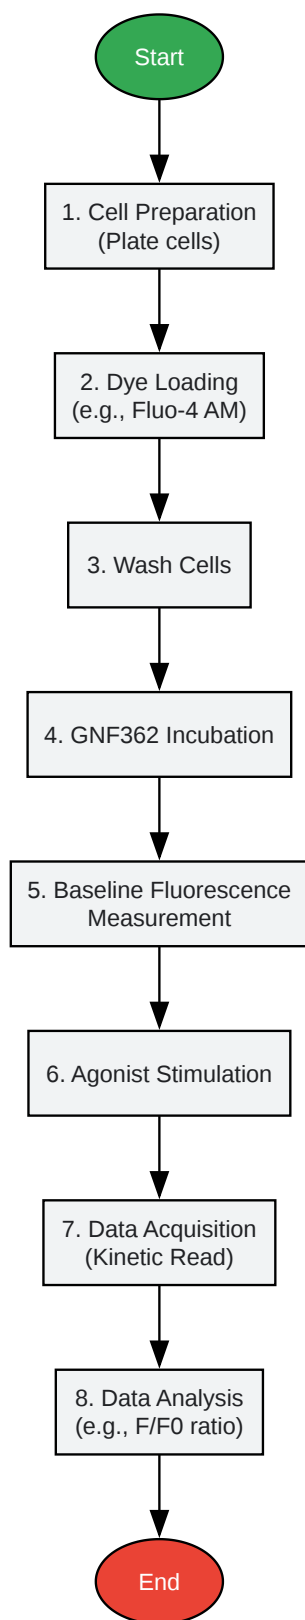 Start
1. Cell Preparation
(Plate cells)
2. Dye Loading
(e.g., Fluo-4 AM)
3. Wash Cells
4. GNF362 Incubation
5. Baseline Fluorescence
Measurement
6. Agonist Stimulation
7. Data Acquisition
(Kinetic Read)
8. Data Analysis
(e.g., F/F0 ratio)
End